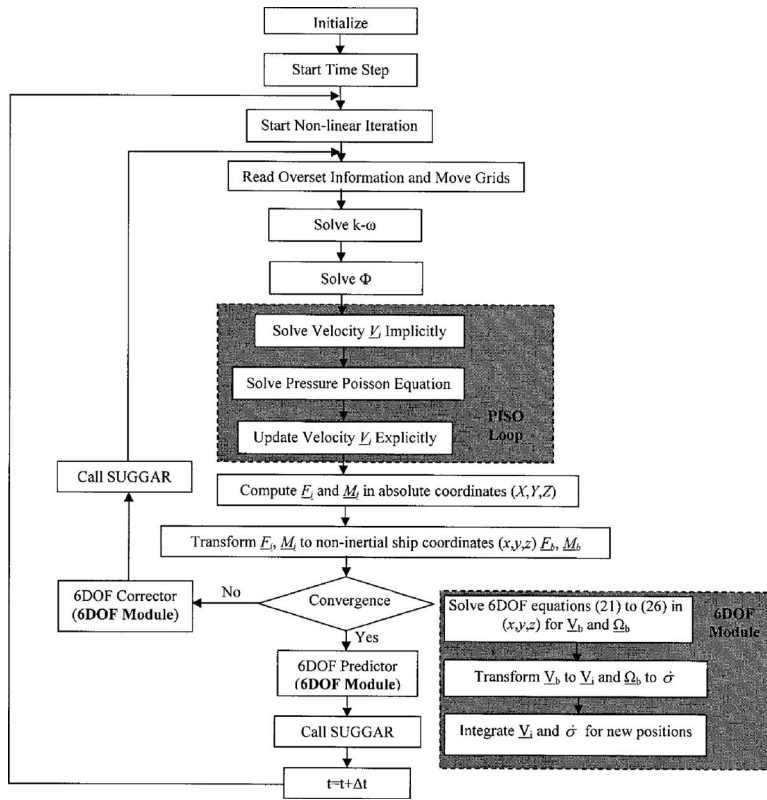 Initialize
Start Time Step
Start Non-linear Iteration
Read Overset Information and Move Grids
Solve k-ω
Solve Φ
Solve Velocity V_i Implicitly
Solve Pressure Poisson Equation
PISO
Loop
Update Velocity V_i Explicitly
Call SUGGAR
Compute F_i and M_i in absolute coordinates (X,Y,Z)
Transform F_i, M_i to non-inertial ship coordinates (x,y,z) F_b, M_b
6DOF Corrector
(6DOF Module)
No
Convergence
Yes
Solve 6DOF equations (21) to (26) in
(x,y,z) for V_b and Ω_b
6DOF
Module
6DOF Predictor
(6DOF Module)
Transform V_b to V_i and Ω_b to σ̇
Call SUGGAR
Integrate V_i and σ̇ for new positions
t=t+Δt